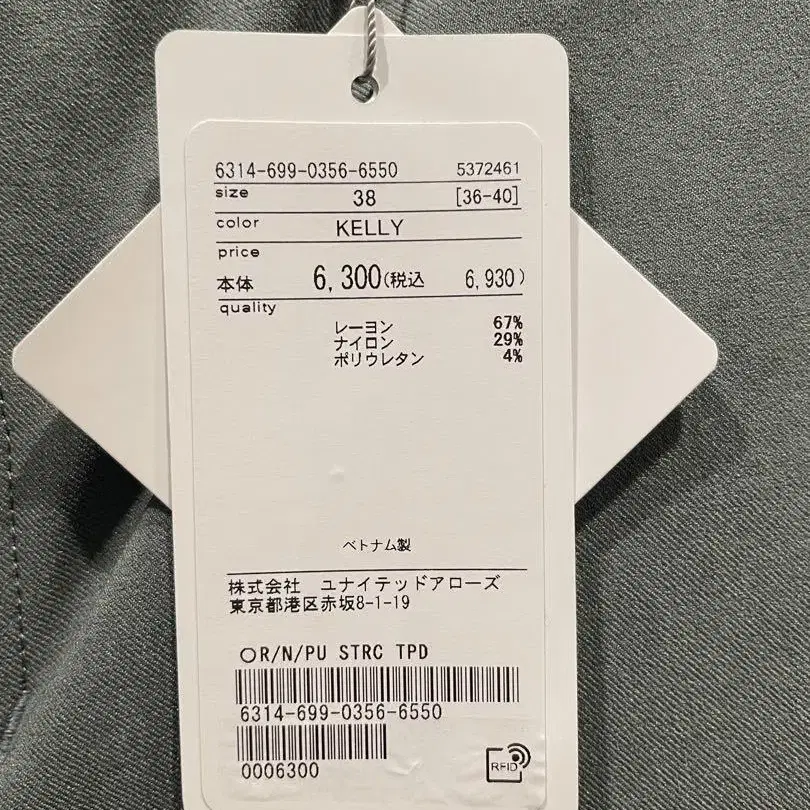 6314-699-0356-6550 5372461
size 38 [36-40]
color KELLY
price
本体 6,300(税込 6,930)
quality
レーヨン 67%
ナイロン 29%
ポリウレタン 4%
ベトナム製
株式会社 ユナイテッドアローズ
東京都港区赤坂8-1-19
〇R/N/PU STRC TPD
6314-699-0356-6550
0006300
RFID